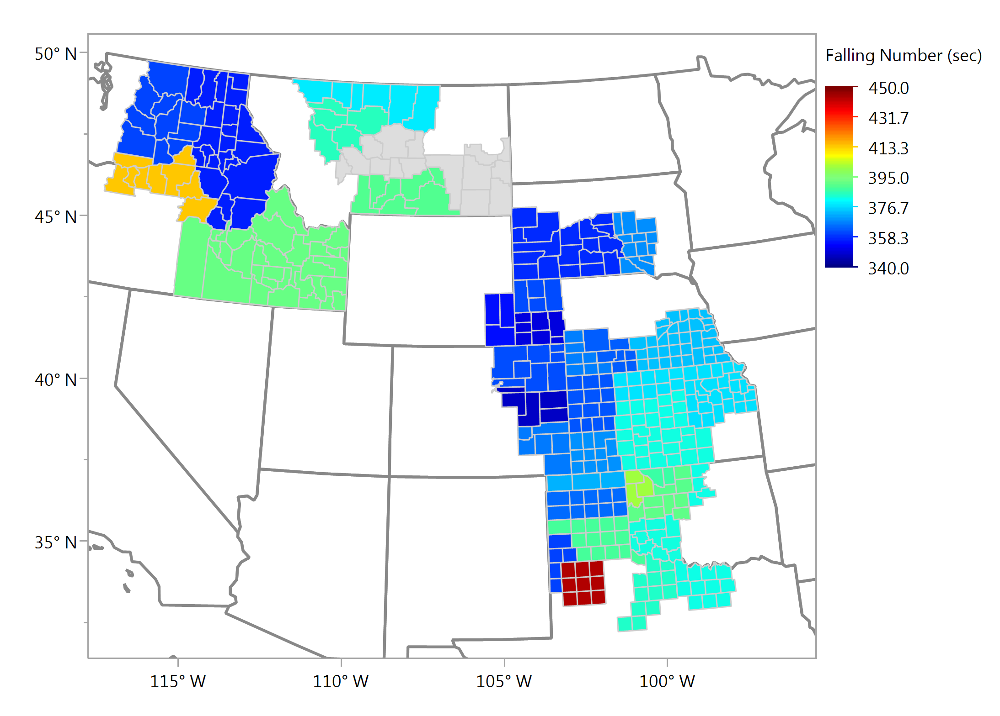 50° N
45° N
40° N
35° N
115° W
110° W
105° W
100° W
Falling Number (sec)
450.0
431.7
413.3
395.0
376.7
358.3
340.0